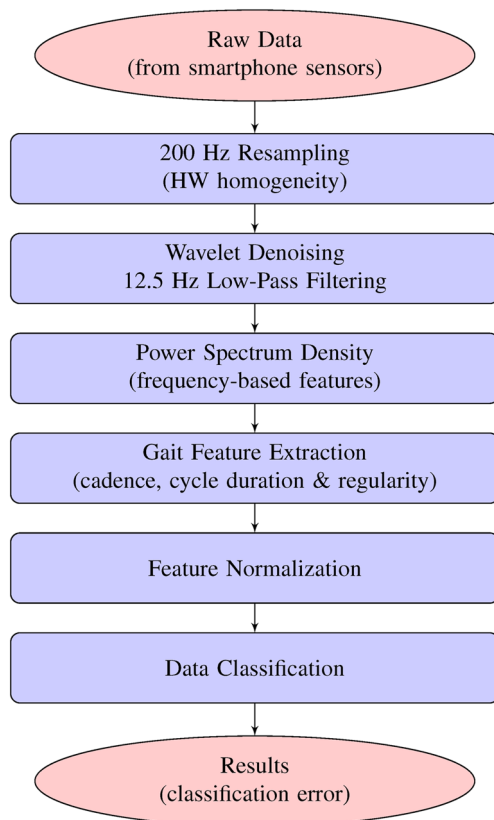 Raw Data
(from smartphone sensors)
200 Hz Resampling
(HW homogeneity)
Wavelet Denoising
12.5 Hz Low-Pass Filtering
Power Spectrum Density
(frequency-based features)
Gait Feature Extraction
(cadence, cycle duration & regularity)
Feature Normalization
Data Classification
Results
(classification error)